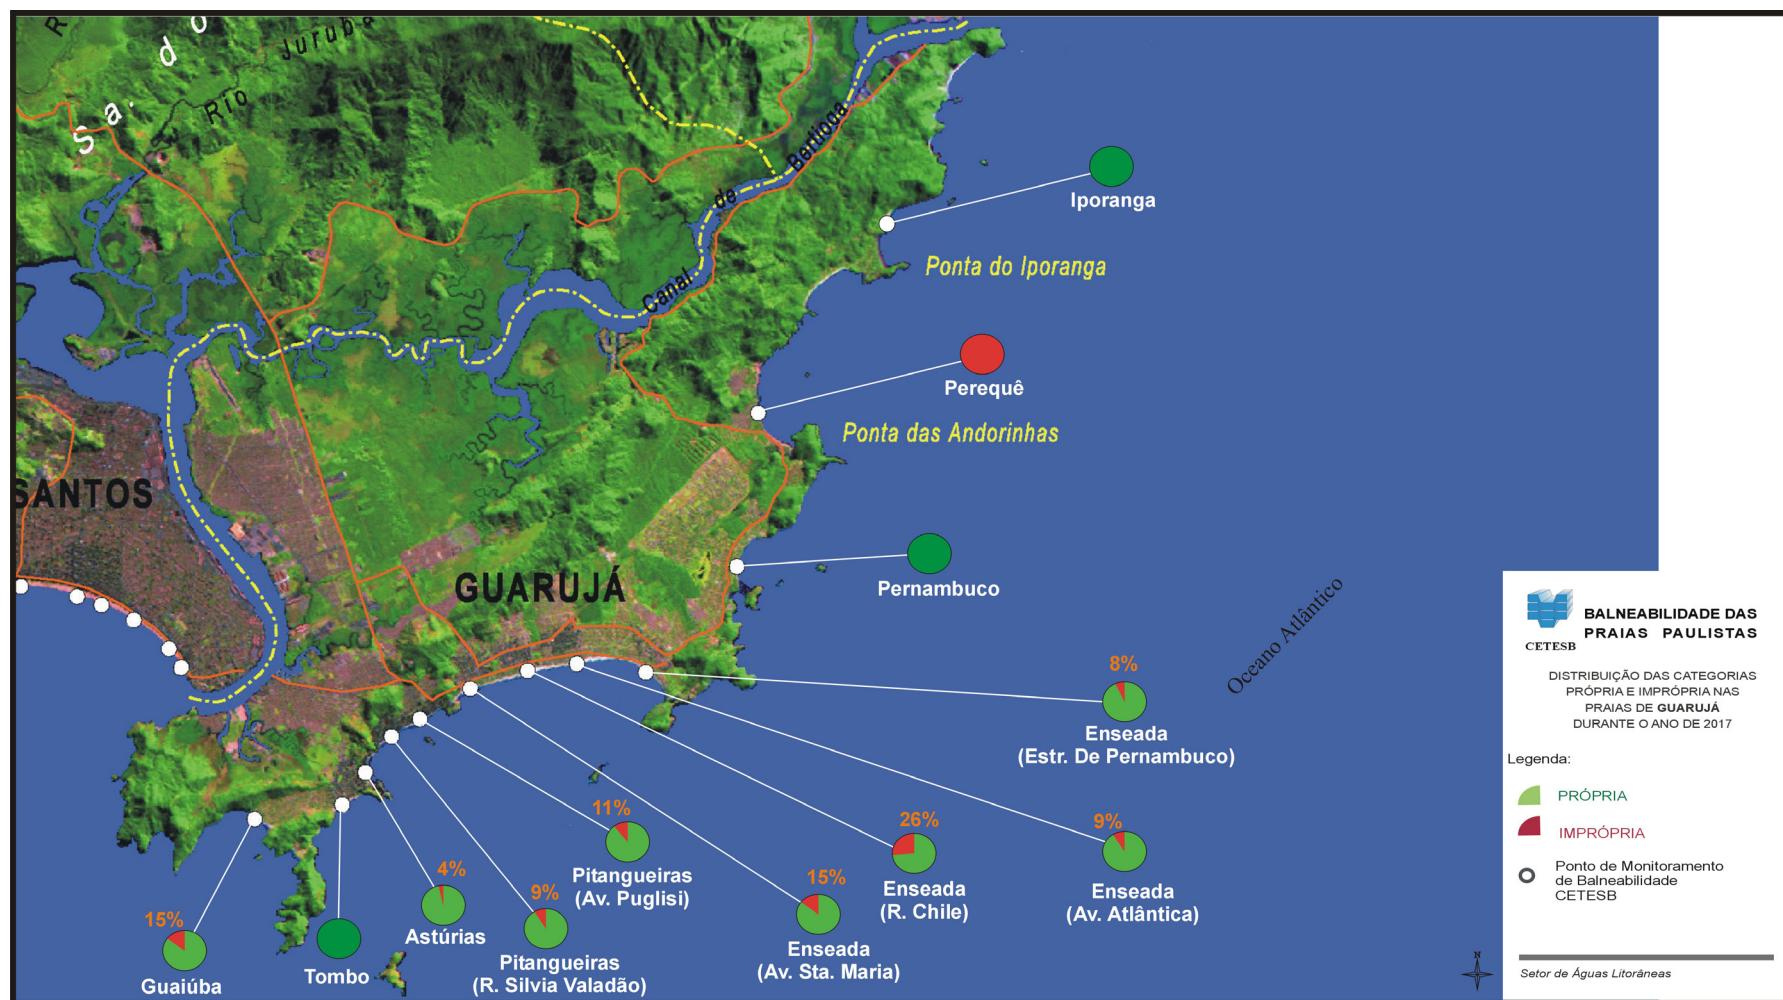 R
Sa. do
Rio
Juruba
Canal de Bertioga
Iporanga
Ponta do Iporanga
Perequê
Ponta das Andorinhas
SANTOS
GUARUJÁ
Pernambuco
Oceano Atlântico
8%
Enseada
(Estr. De Pernambuco)
11%
Pitangueiras
(Av. Puglisi)
26%
Enseada
(R. Chile)
9%
Enseada
(Av. Atlântica)
4%
Astúrias
9%
Pitangueiras
(R. Silvia Valadão)
15%
Enseada
(Av. Sta. Maria)
15%
Guaiúba
Tombo
CETESB
BALNEABILIDADE DAS
PRAIAS PAULISTAS
DISTRIBUIÇÃO DAS CATEGORIAS
PRÓPRIA E IMPRÓPRIA NAS
PRAIAS DE GUARUJÁ
DURANTE O ANO DE 2017
Legenda:
PRÓPRIA
IMPRÓPRIA
Ponto de Monitoramento
de Balneabilidade
CETESB
N
Setor de Águas Litorâneas